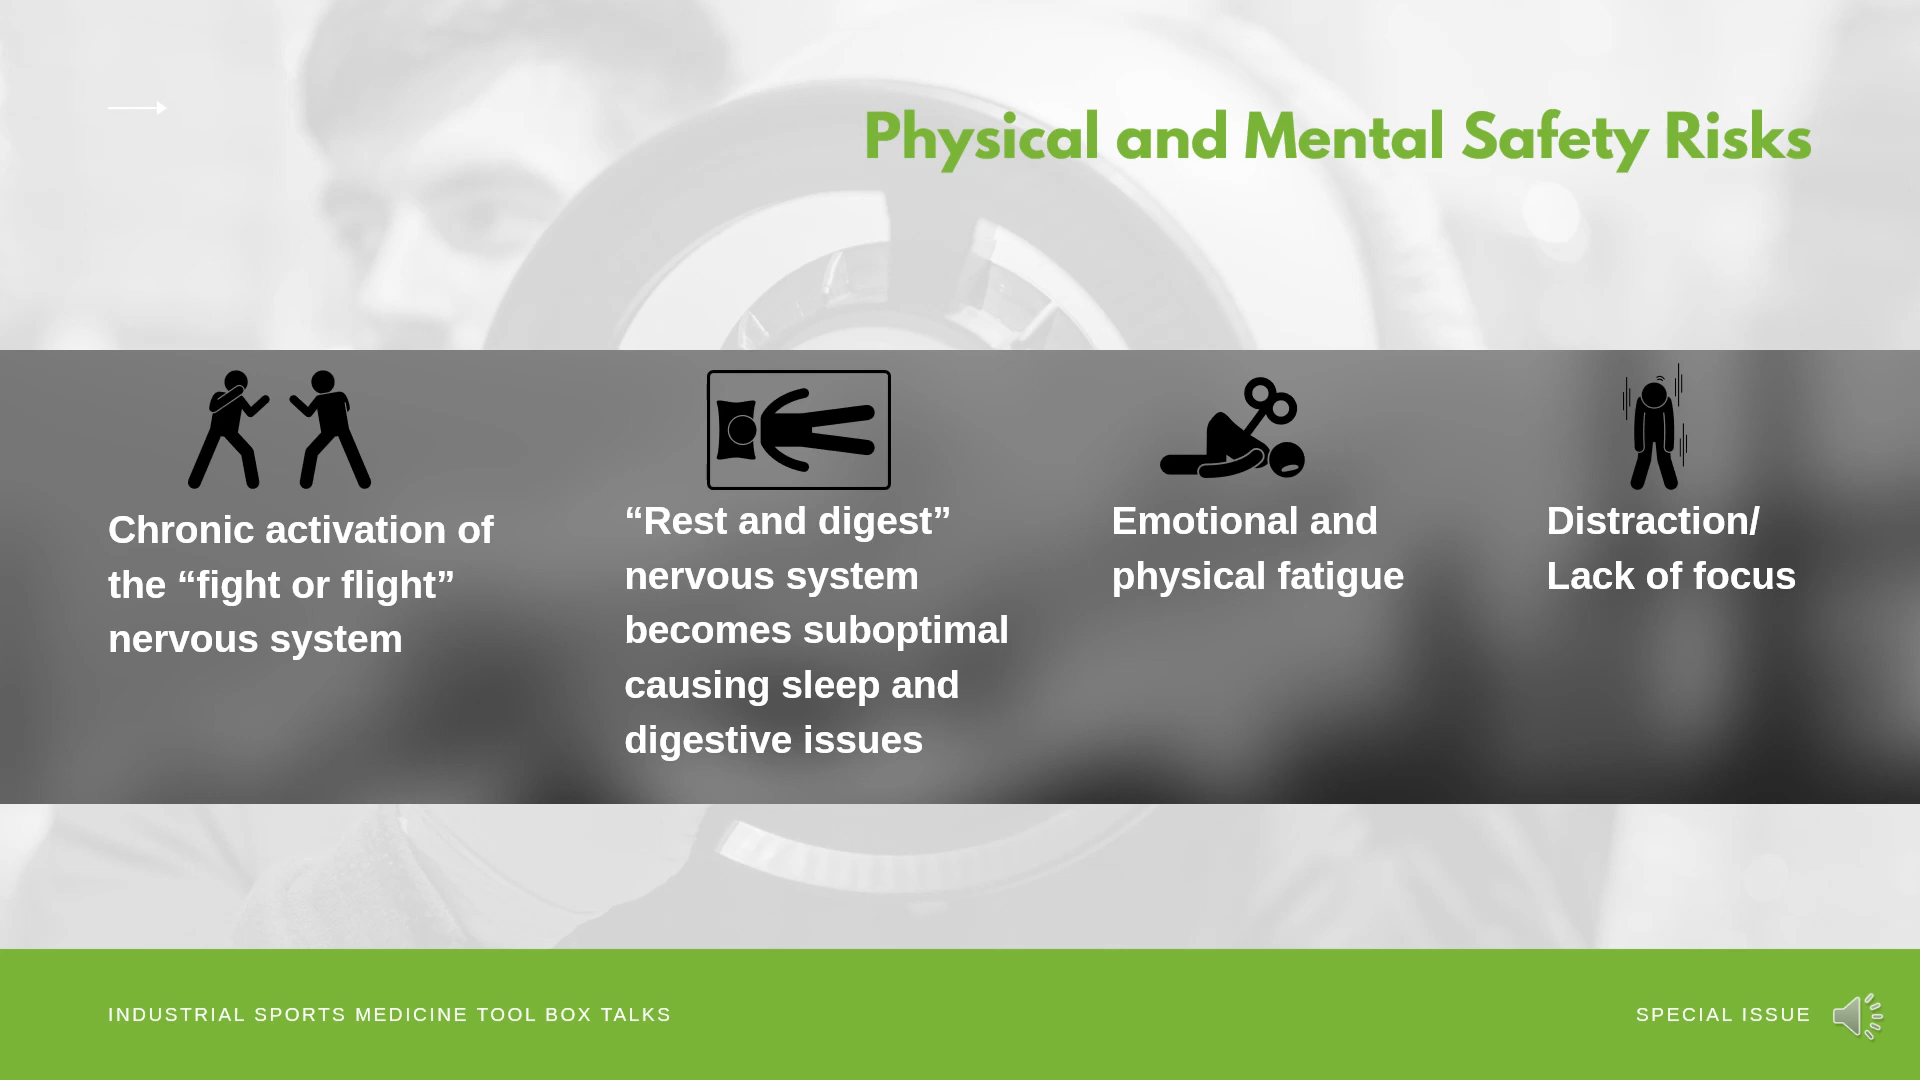 Physical and Mental Safety Risks
Chronic activation of
the “fight or flight”
nervous system
“Rest and digest”
nervous system
becomes suboptimal
causing sleep and
digestive issues
Emotional and
physical fatigue
Distraction/
Lack of focus
INDUSTRIAL SPORTS MEDICINE TOOL BOX TALKS
SPECIAL ISSUE